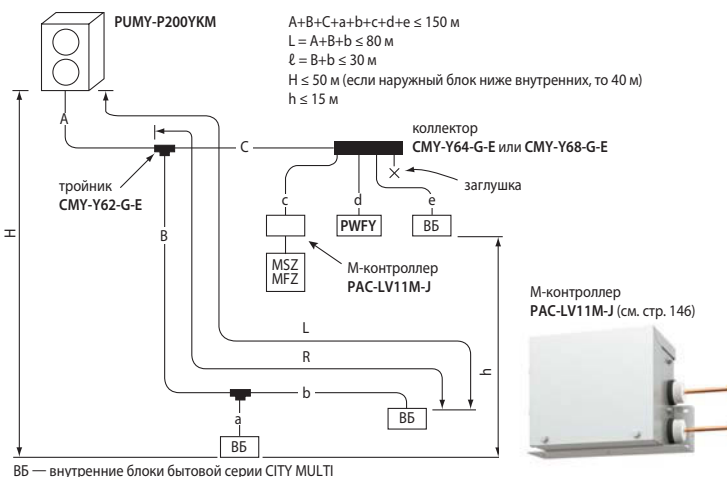 PUMY-P200YKM
A+B+C+a+b+c+d+e ≤ 150 м
L = A+B+b ≤ 80 м
ℓ = B+b ≤ 30 м
H ≤ 50 м (если наружный блок ниже внутренних, то 40 м)
h ≤ 15 м
A
C
коллектор
CMY-Y64-G-E или CMY-Y68-G-E
заглушка
тройник
CMY-Y62-G-E
c
d
e
PWFY
ВБ
H
B
MSZ
MFZ
М-контроллер
PAC-LV11M-J
М-контроллер
PAC-LV11M-J (см. стр. 146)
L
R
h
b
a
ВБ
ВБ
ВБ — внутренние блоки бытовой серии CITY MULTI